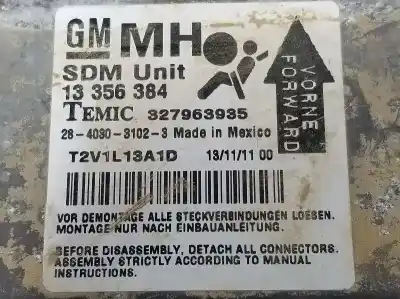 GM MH
SDM Unit
13 356 384
TEMIC 327963935
28-4030-3102-3 Made in Mexico
T2V1L13A1D 13/11/11 00
VORNE
FORWARD
VOR DEMONTAGE ALLE STECKVERBINDUNGEN LOESEN.
MONTAGE NUR NACH EINBAUANLEITUNG.
BEFORE DISASSEMBLY, DETACH ALL CONNECTORS.
ASSEMBLY STRICTLY ACCORDING TO MANUAL
INSTRUCTIONS.